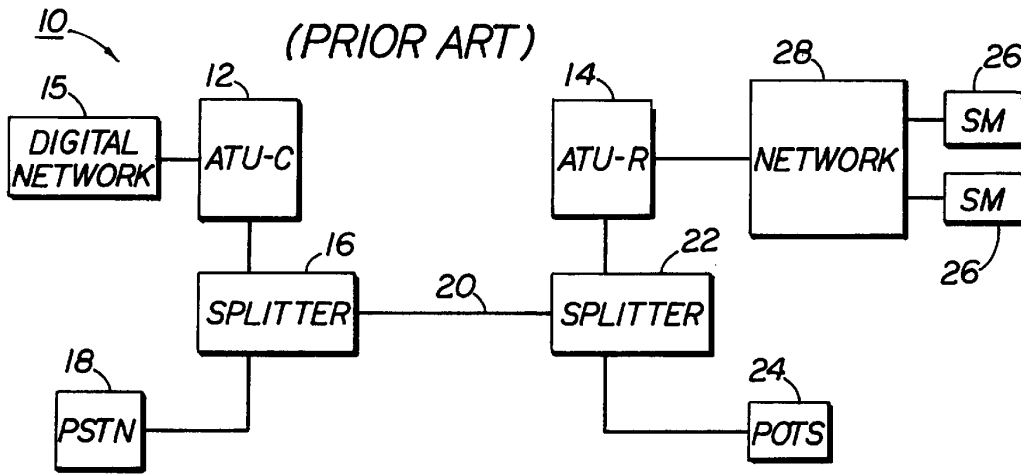 10
(PRIOR ART)
15
12
14
28
26
DIGITAL
NETWORK
ATU-C
ATU-R
NETWORK
SM
SM
26
16
20
22
SPLITTER
SPLITTER
18
24
PSTN
POTS